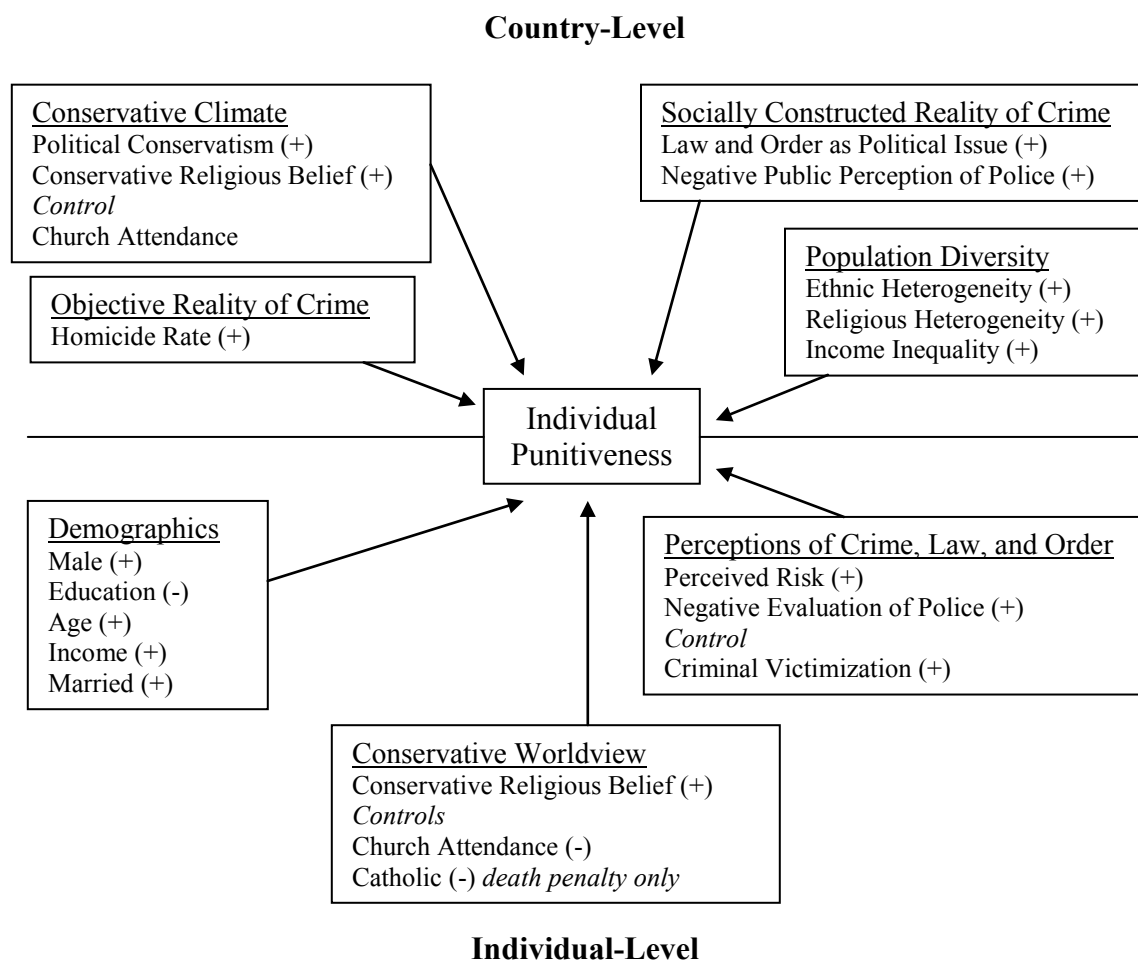 Country-Level
Conservative Climate
Political Conservatism (+)
Conservative Religious Belief (+)
Control
Church Attendance
Socially Constructed Reality of Crime
Law and Order as Political Issue (+)
Negative Public Perception of Police (+)
Objective Reality of Crime
Homicide Rate (+)
Population Diversity
Ethnic Heterogeneity (+)
Religious Heterogeneity (+)
Income Inequality (+)
Individual
Punitiveness
Demographics
Male (+)
Education (-)
Age (+)
Income (+)
Married (+)
Perceptions of Crime, Law, and Order
Perceived Risk (+)
Negative Evaluation of Police (+)
Control
Criminal Victimization (+)
Conservative Worldview
Conservative Religious Belief (+)
Controls
Church Attendance (-)
Catholic (-) death penalty only
Individual-Level